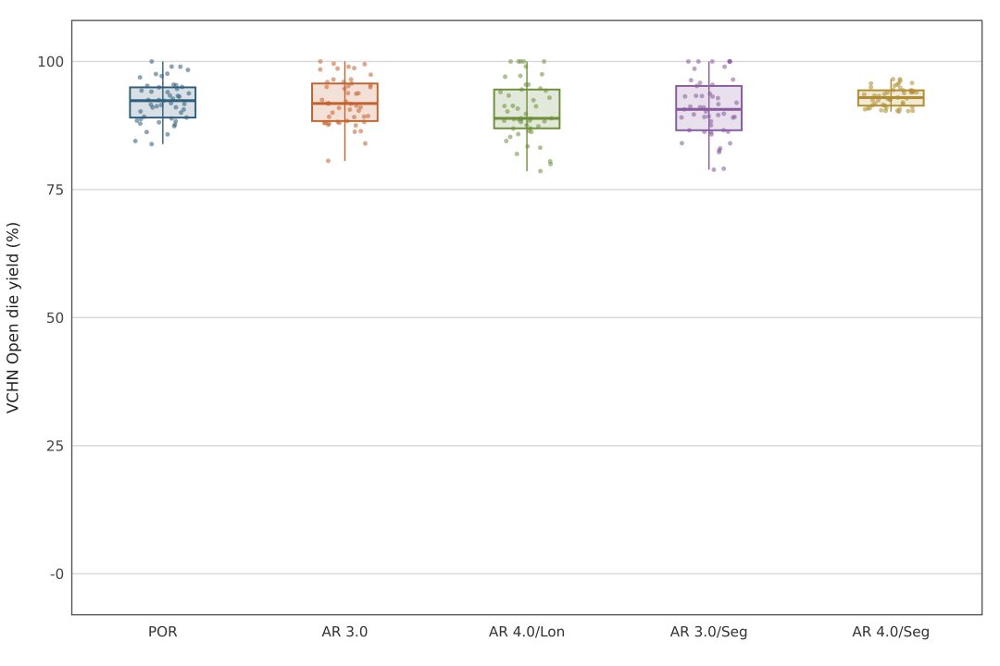 VCHN Open die yield (%)
100
75
50
25
-0
POR
AR 3.0
AR 4.0/Lon
AR 3.0/Seg
AR 4.0/Seg